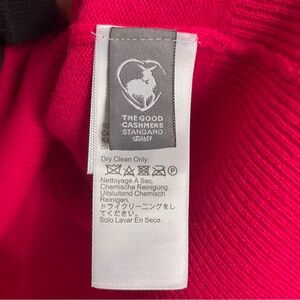 THE GOOD
CASHMERE
STANDARD
Dry Clean Only.
P
Nettoyage À Sec.
Chemische Reinigung.
Uitsluitend Chemisch
Reinigen.
ドライクリーニングをし
てください。
Solo Lavar En Seco.